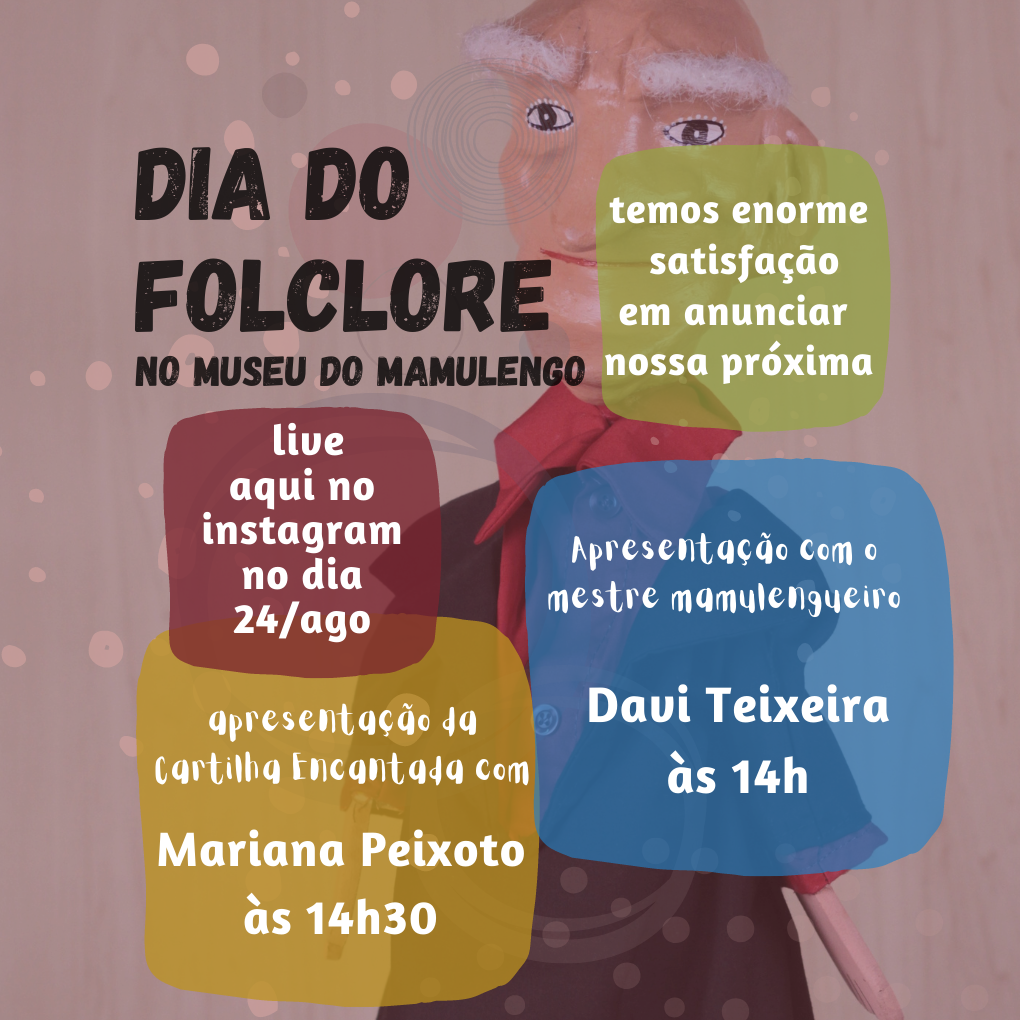 DIA DO
FOLCLORE
NO MUSEU DO MAMULENGO
temos enorme
satisfação
em anunciar
nossa próxima
live
aqui no
instagram
no dia
24/ago
Apresentação com o
mestre mamulengueiro
Davi Teixeira
às 14h
apresentação da
Cartilha Encantada com
Mariana Peixoto
às 14h30